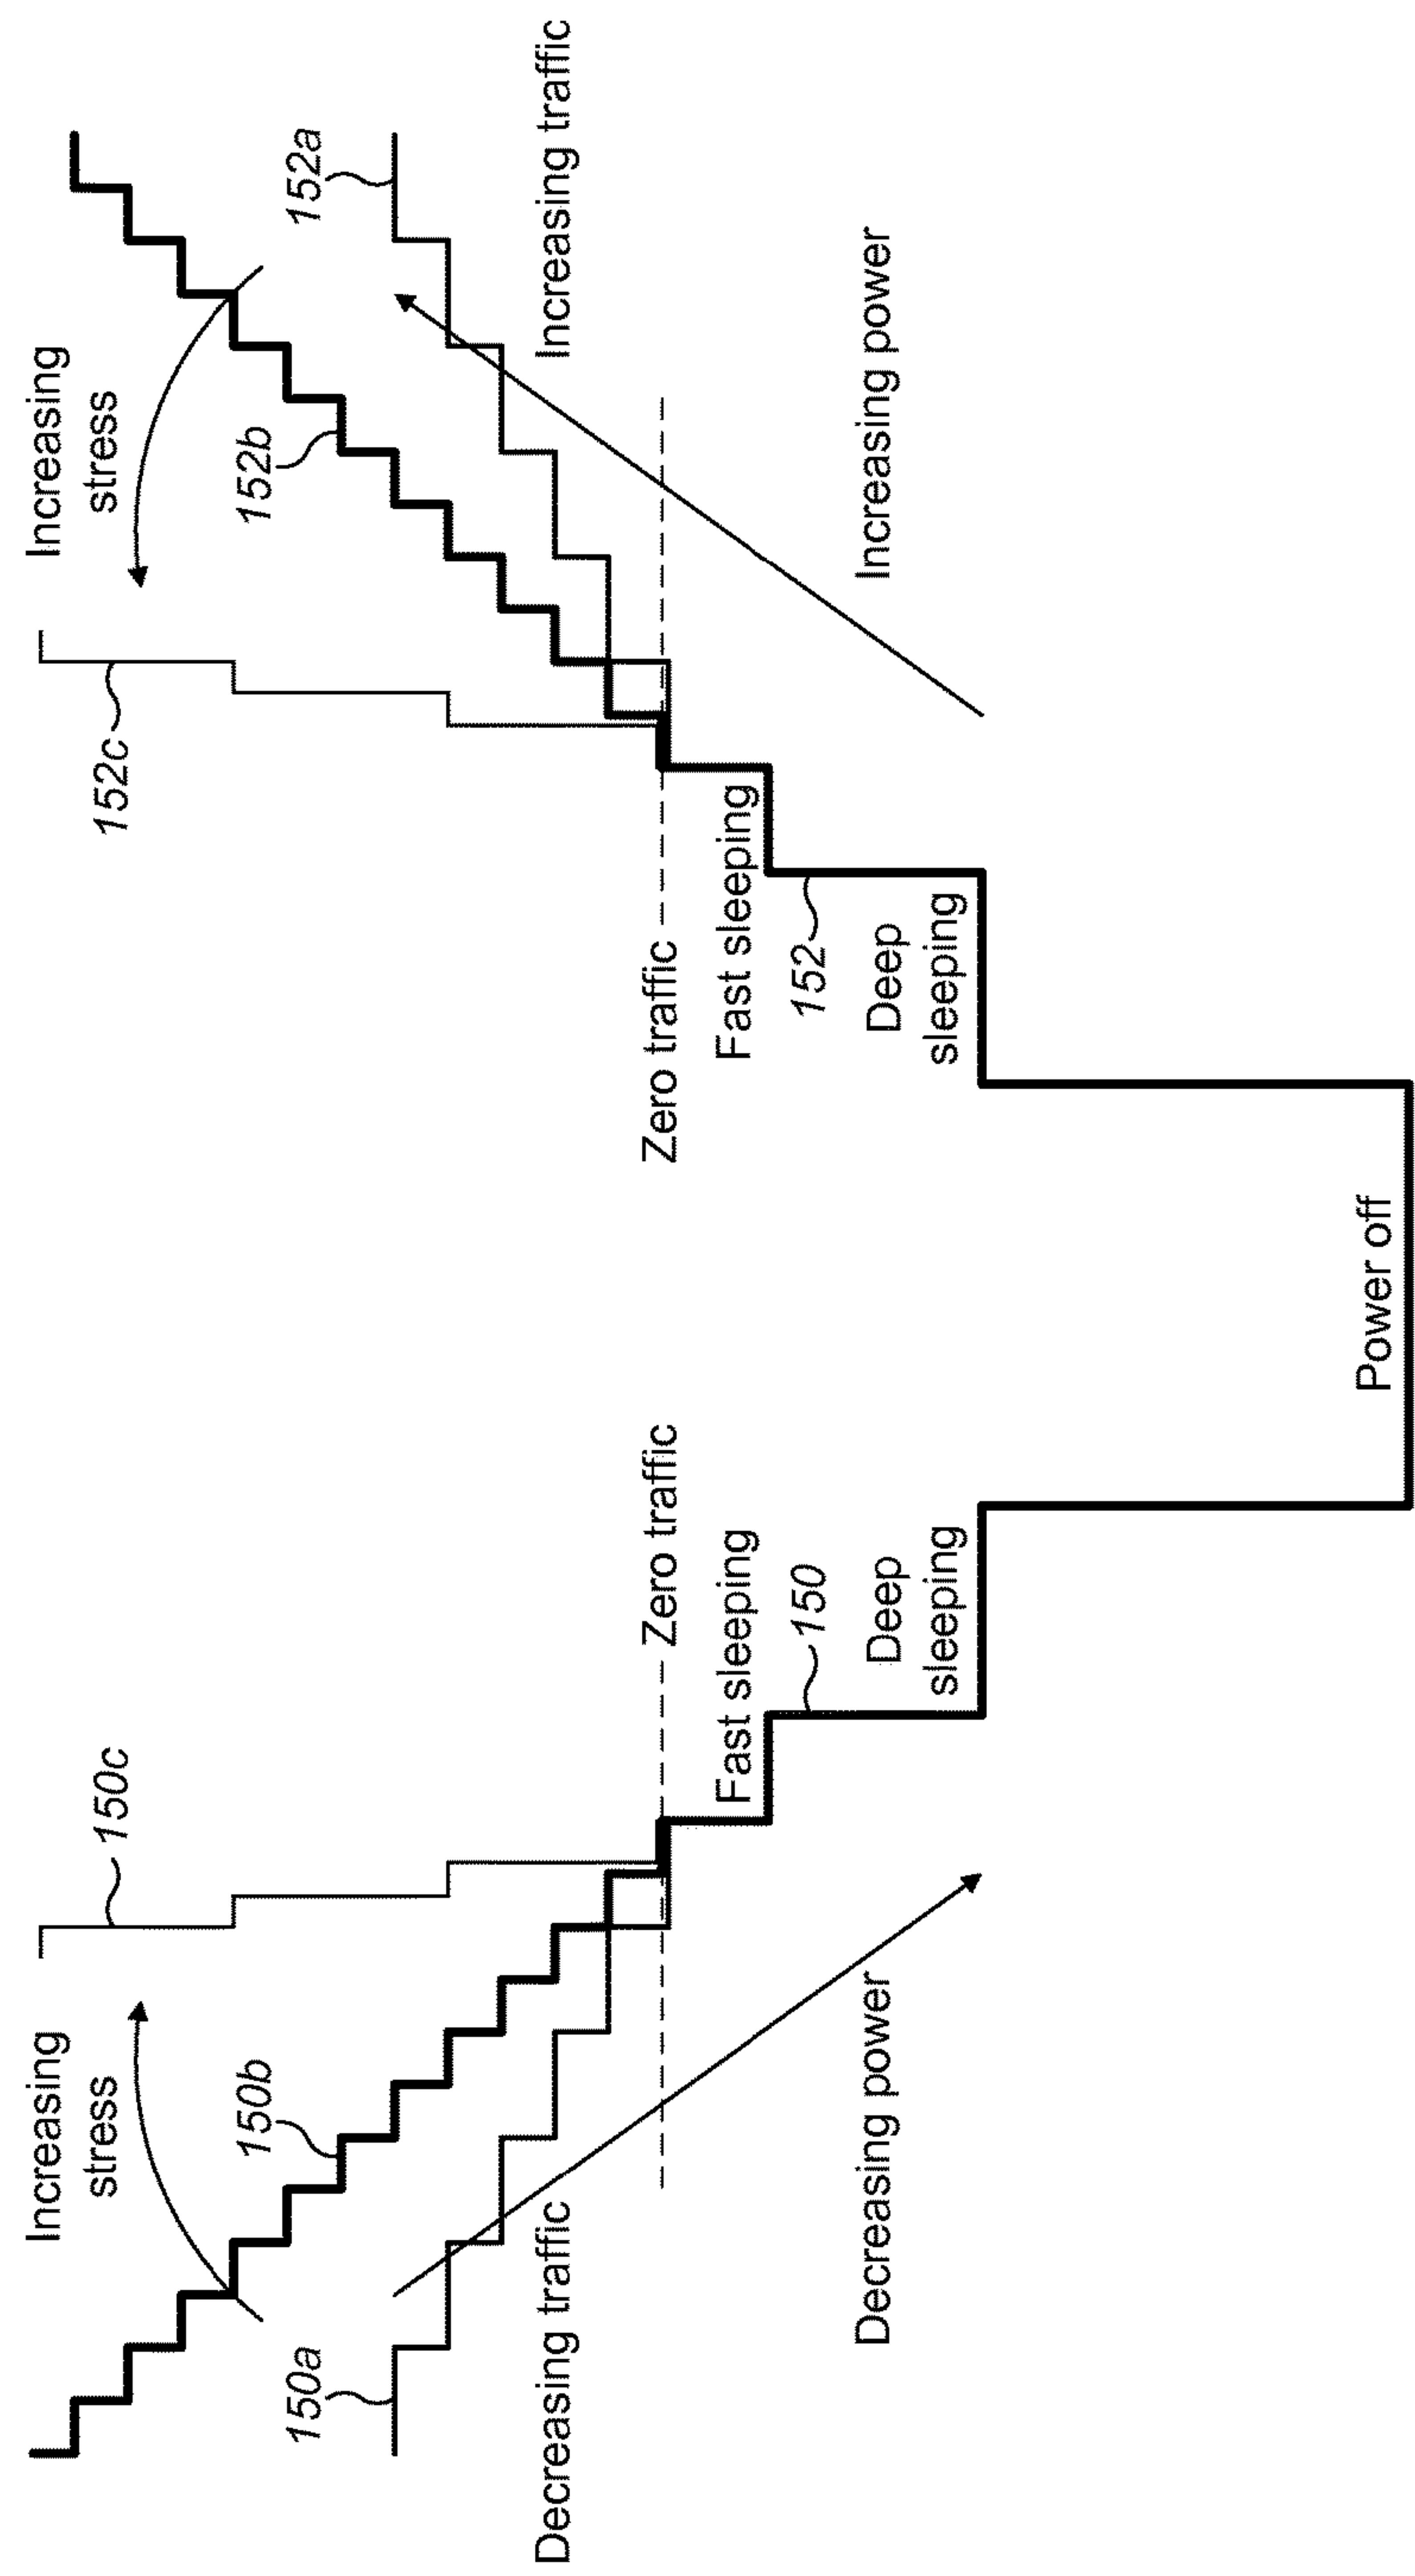 Increasing
stress
150c
150b
150a
Decreasing traffic
Zero traffic
Fast sleeping
150
Deep
sleeping
Decreasing power
Power off
Increasing
stress
152c
152b
152a
Increasing traffic
Zero traffic
Fast sleeping
152
Deep
sleeping
Increasing power